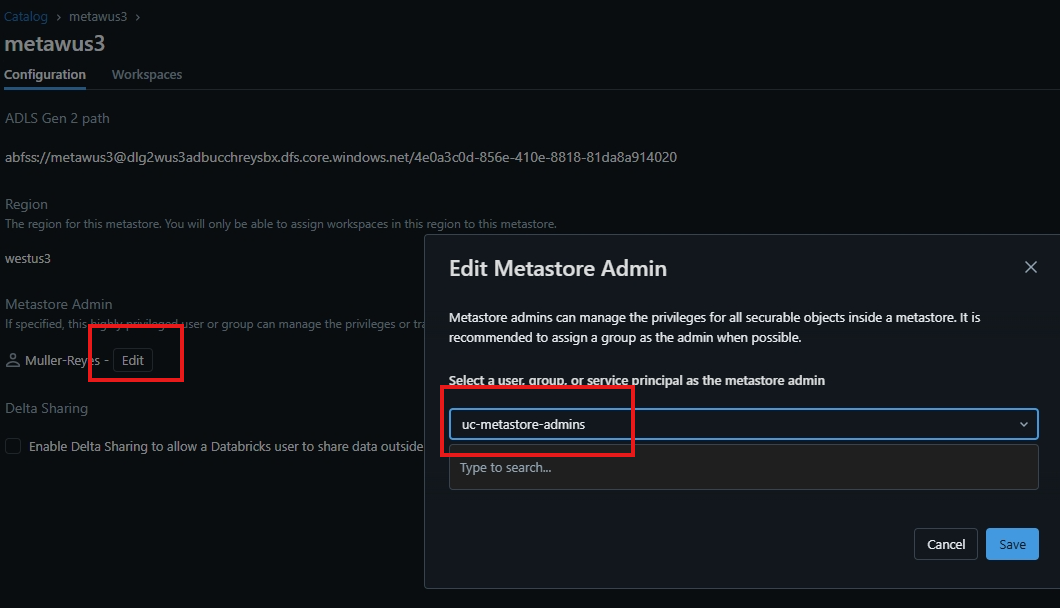 Catalog › metawus3 ›
metawus3
Configuration Workspaces
ADLS Gen 2 path
abfss://metawus3@dlg2wus3adbucchreysbx.dfs.core.windows.net/4e0a3c0d-856e-410e-8818-81da8a914020
Region
The region for this metastore. You will only be able to assign workspaces in this region to this metastore.
westus3
Metastore Admin
If specified, this highly privileged user or group can manage the privileges or
Muller-Reyes - Edit
Delta Sharing
Enable Delta Sharing to allow a Databricks user to share data outside
Edit Metastore Admin
Metastore admins can manage the privileges for all securable objects inside a metastore. It is
recommended to assign a group as the admin when possible.
Select a user, group, or service principal as the metastore admin
uc-metastore-admins
Type to search...
Cancel Save